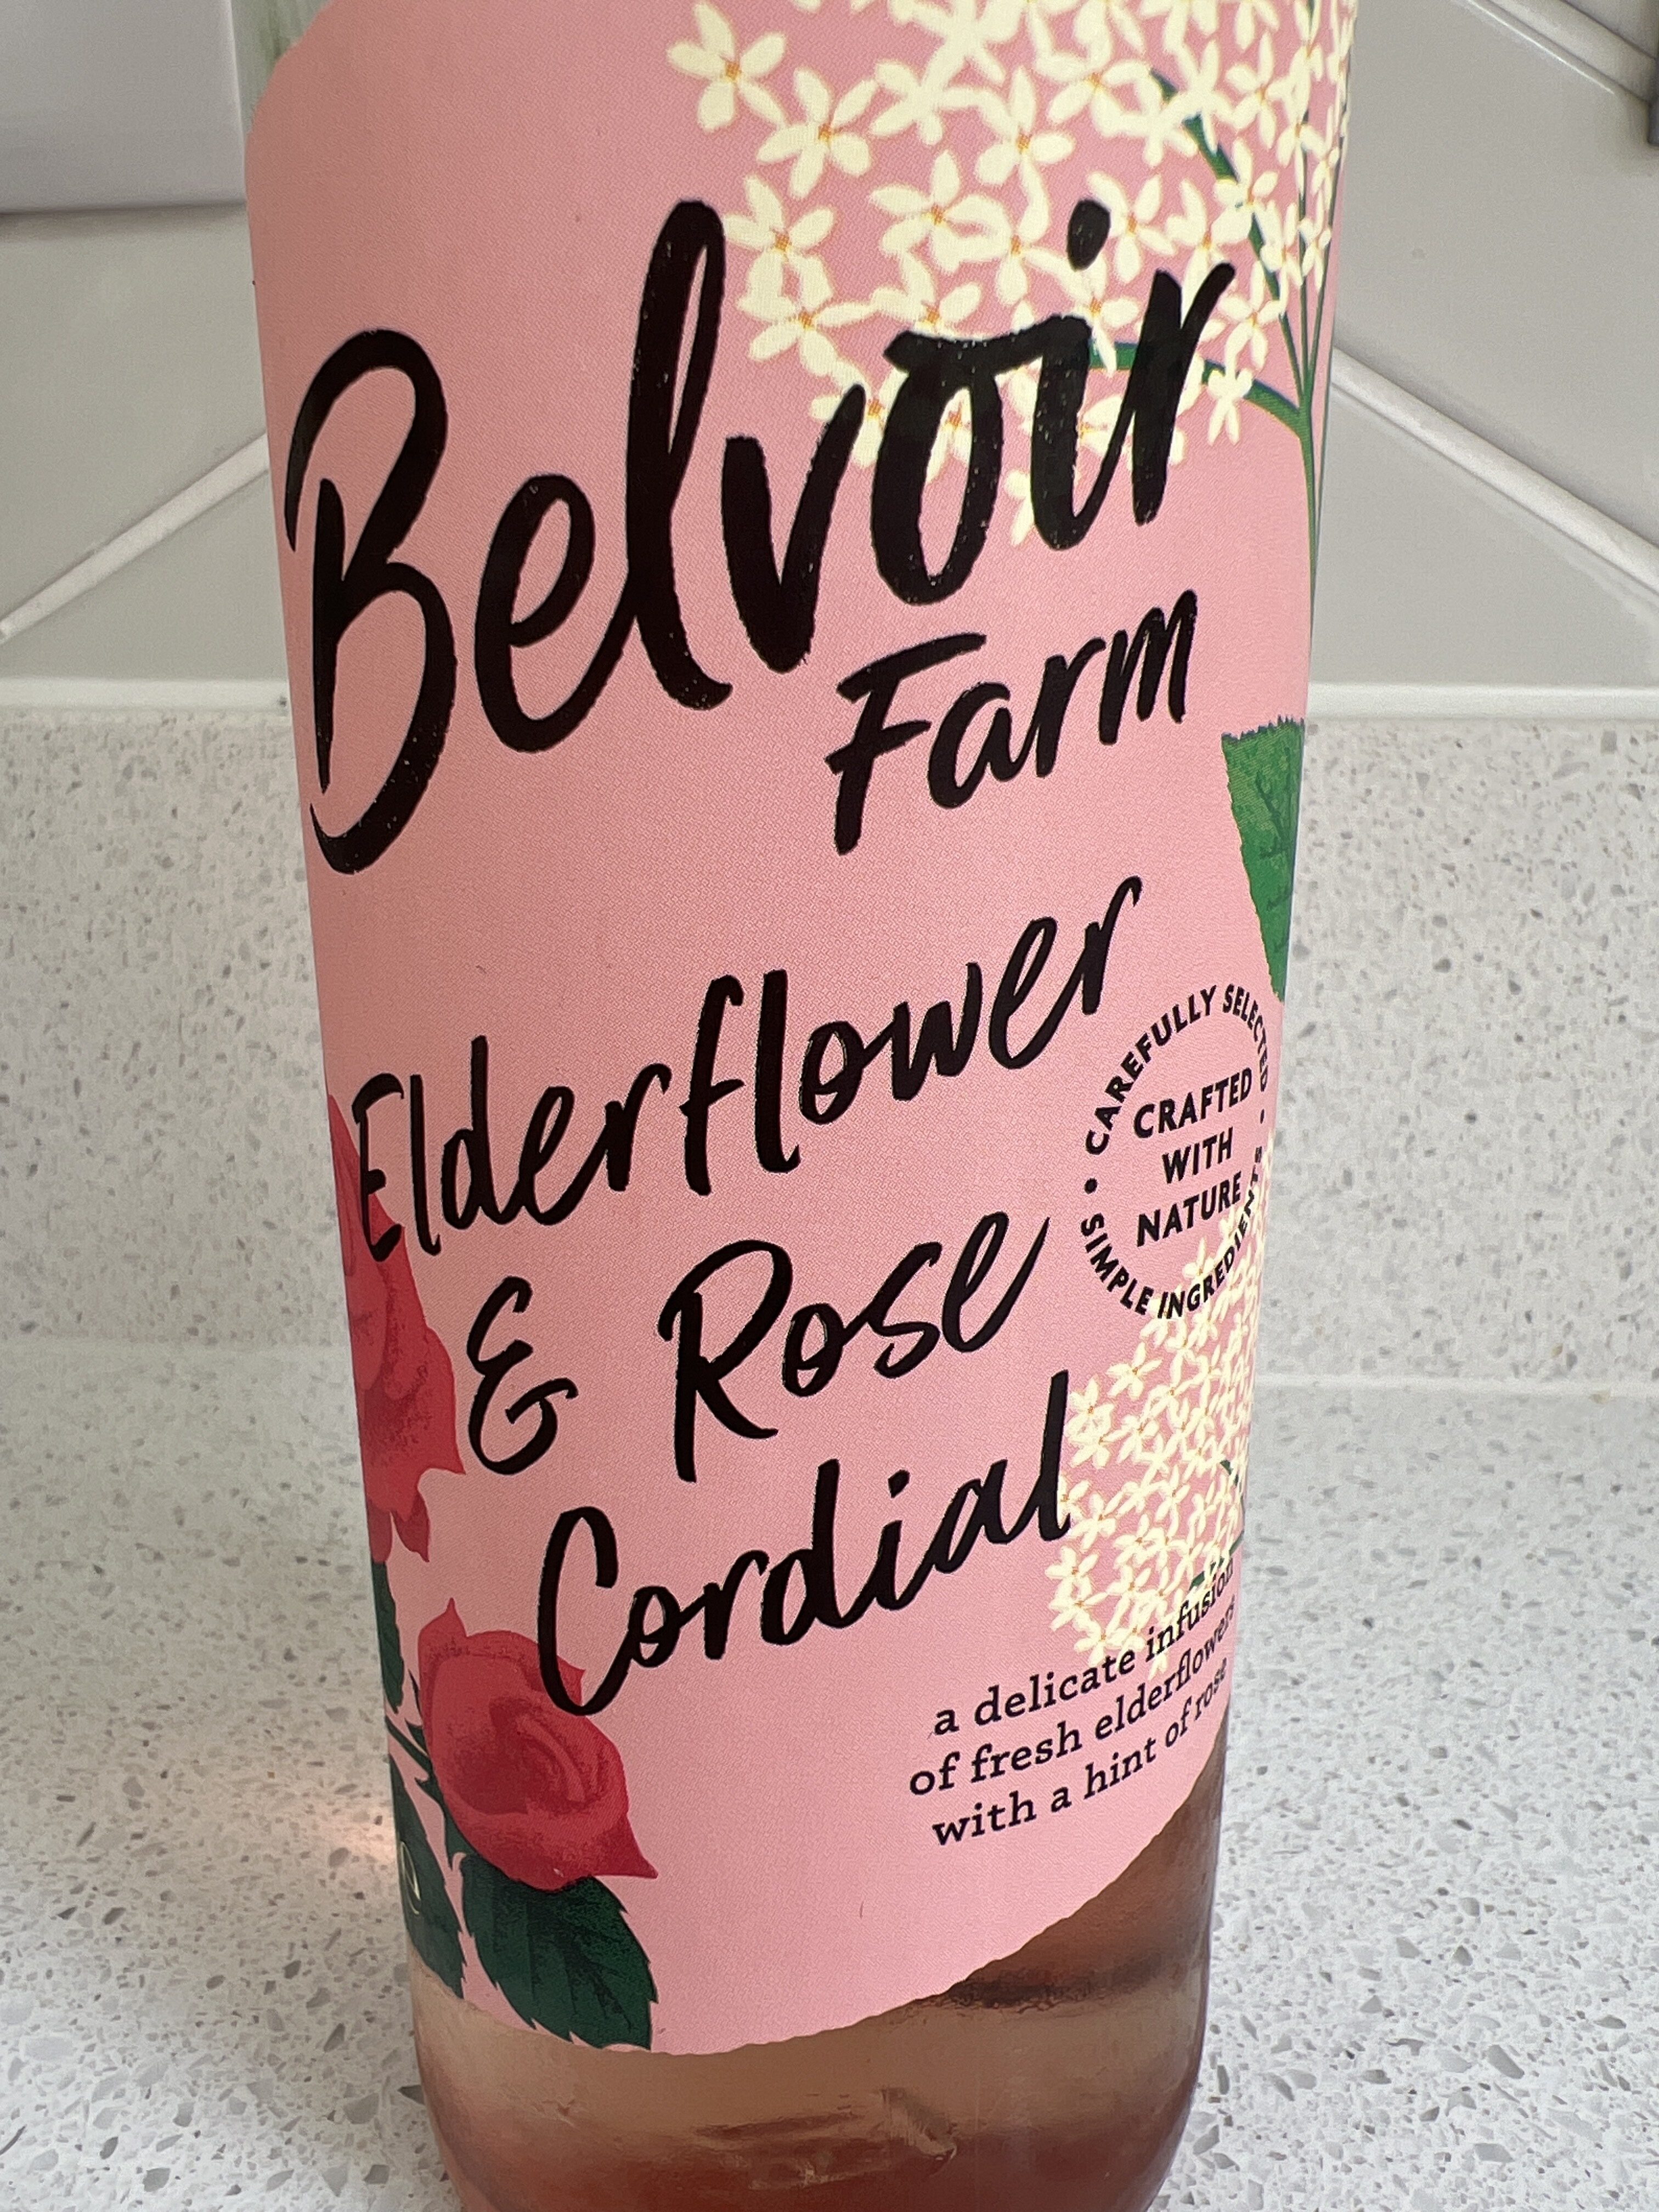 Belvoir
Farm
Elderflower
& Rose
Cordial
• CAREFULLY SELECTED •
CRAFTED
WITH
NATURE
SIMPLE INGREDIENTS
a delicate infusion
of fresh elderflowers
with a hint of rose